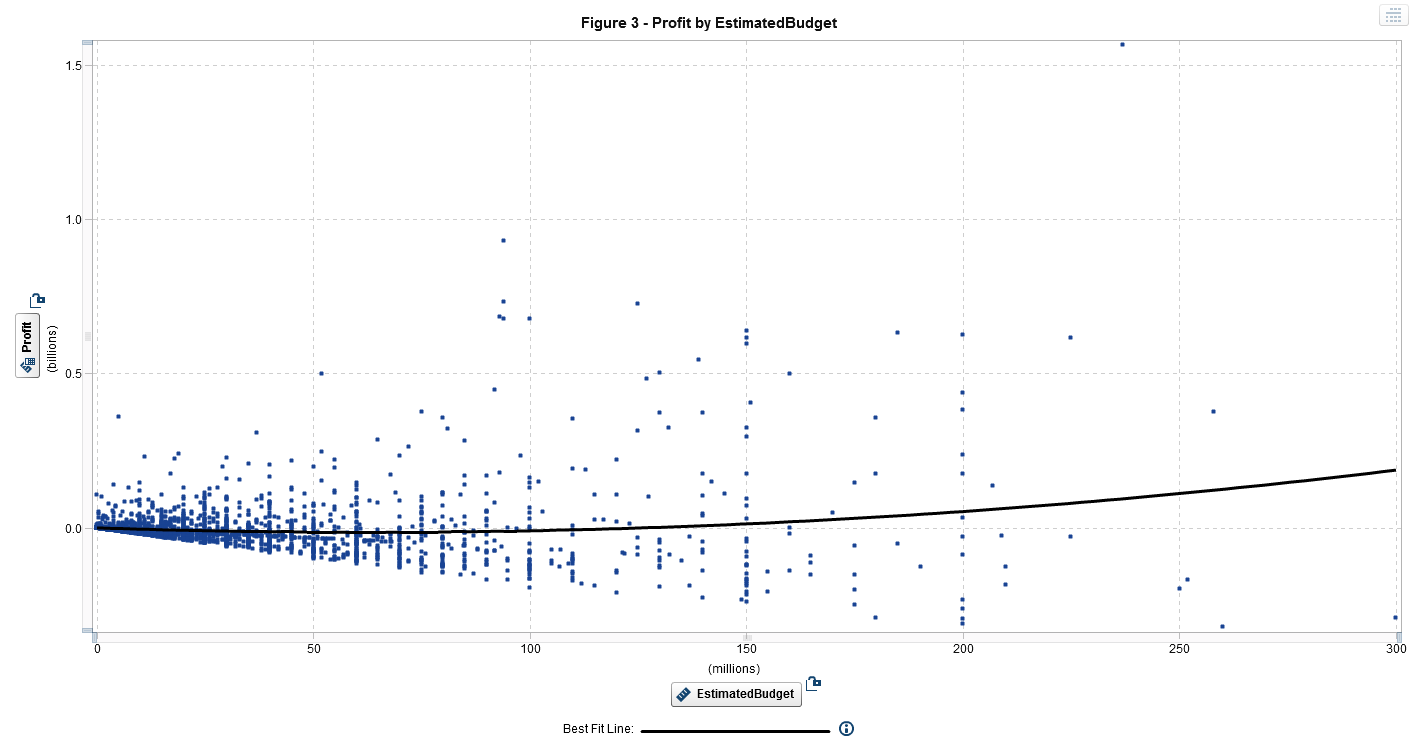 Figure 3 - Profit by EstimatedBudget
1.5
1.0
0.5
0.0
Profit
(billions)
0 50 100 150 200 250 300
(millions)
EstimatedBudget
Best Fit Line: